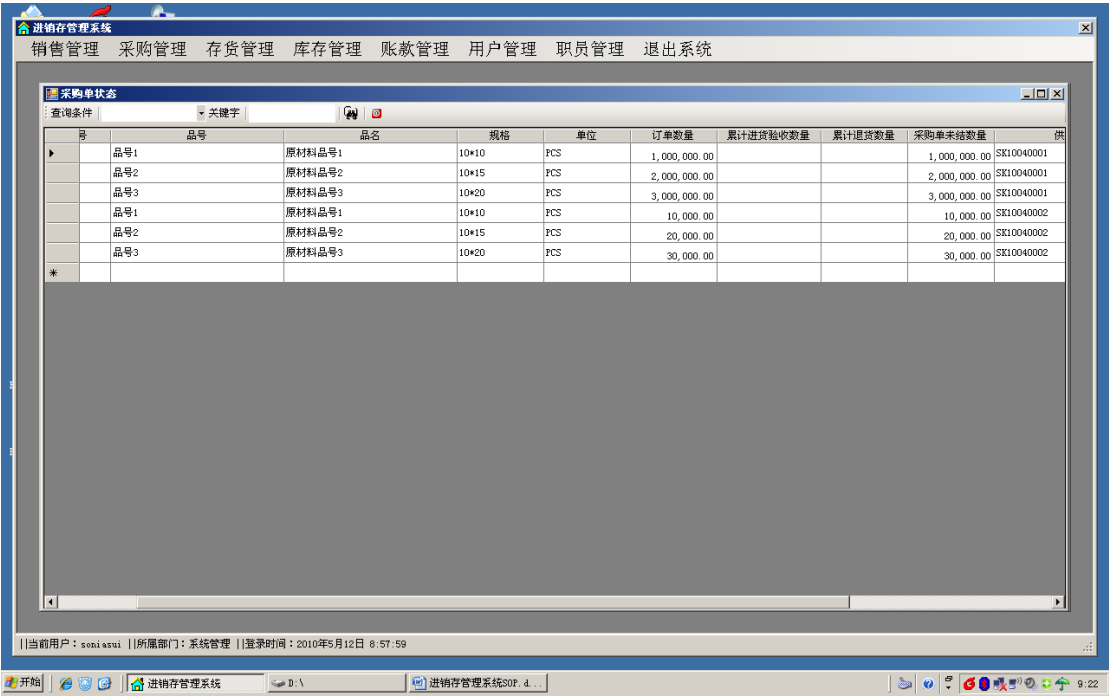 进销存管理系统
销售管理 采购管理 存货管理 库存管理 账款管理 用户管理 职员管理 退出系统
采购单状态
查询条件 关键字
号 品号 品名 规格 单位 订单数量 累计进货验收数量 累计退货数量 采购单未结数量 供
品号1 原材料品号1 10*10 PCS 1,000,000.00 1,000,000.00 SK10040001
品号2 原材料品号2 10*15 PCS 2,000,000.00 2,000,000.00 SK10040001
品号3 原材料品号3 10*20 PCS 3,000,000.00 3,000,000.00 SK10040001
品号1 原材料品号1 10*10 PCS 10,000.00 10,000.00 SK10040002
品号2 原材料品号2 10*15 PCS 20,000.00 20,000.00 SK10040002
品号3 原材料品号3 10*20 PCS 30,000.00 30,000.00 SK10040002
||当前用户：soniasui ||所属部门：系统管理 ||登录时间：2010年5月12日 8:57:59
开始 进销存管理系统 D:\ 进销存管理系统SOP.d... 9:22